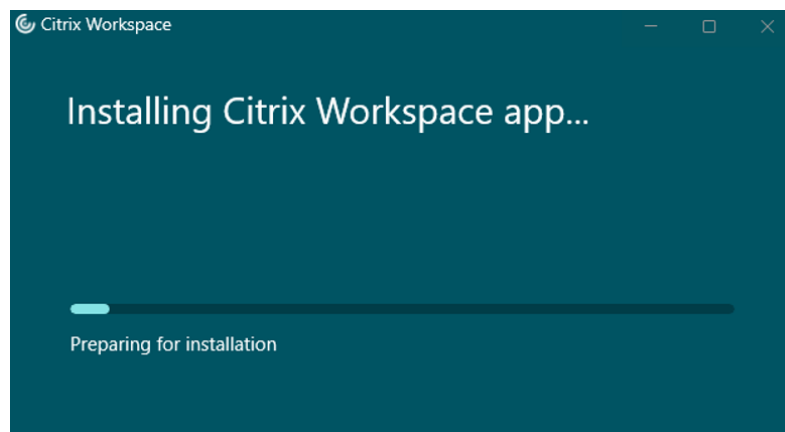 Citrix Workspace
Installing Citrix Workspace app...
Preparing for installation